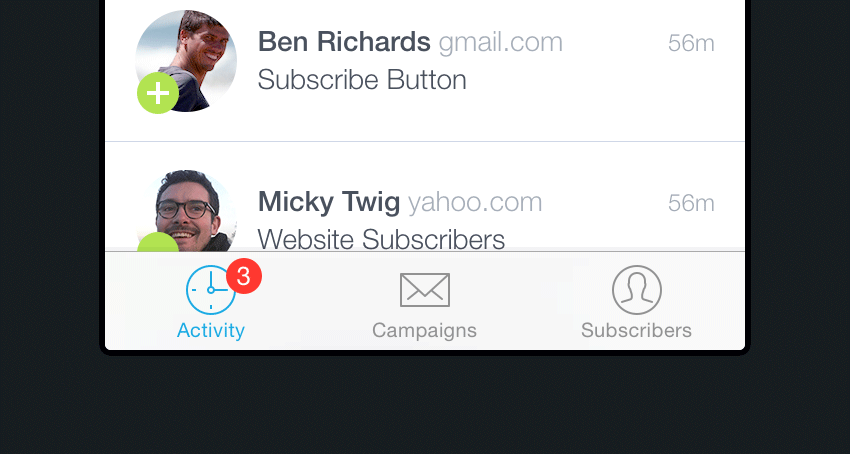 Ben Richards gmail.com 56m
Subscribe Button
Micky Twig yahoo.com 56m
Website Subscribers
3
Activity Campaigns Subscribers